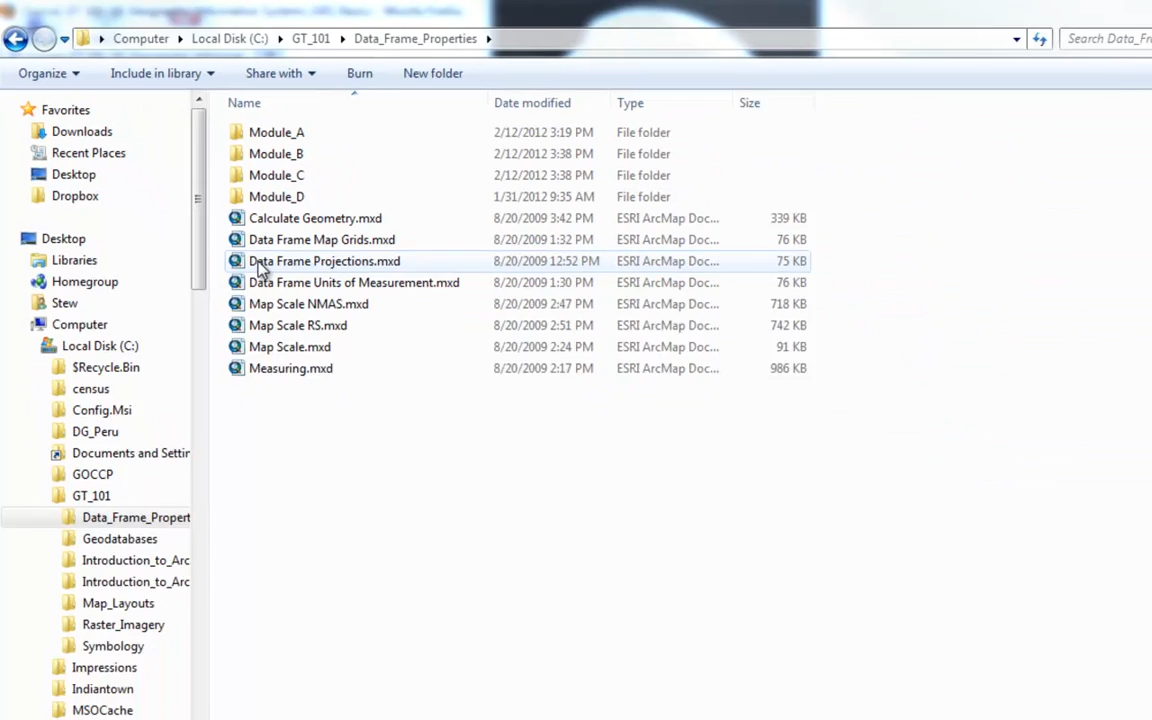 Computer Local Disk (C:) GT_101 Data_Frame_Properties Search Data_Fr
Organize Include in library Share with Burn New folder
Name Date modified Type Size
Favorites
Downloads
Recent Places
Desktop
Dropbox
Desktop
Libraries
Homegroup
Stew
Computer
Local Disk (C:)
$Recycle.Bin
census
Config.Msi
DG_Peru
Documents and Settin
GOCCP
GT_101
Data_Frame_Propert
Geodatabases
Introduction_to_Arc
Introduction_to_Arc
Map_Layouts
Raster_Imagery
Symbology
Impressions
Indiantown
MSOCache
Module_A 2/12/2012 3:19 PM File folder
Module_B 2/12/2012 3:38 PM File folder
Module_C 2/12/2012 3:38 PM File folder
Module_D 1/31/2012 9:35 AM File folder
Calculate Geometry.mxd 8/20/2009 3:42 PM ESRI ArcMap Doc... 339 KB
Data Frame Map Grids.mxd 8/20/2009 1:32 PM ESRI ArcMap Doc... 76 KB
Data Frame Projections.mxd 8/20/2009 12:52 PM ESRI ArcMap Doc... 75 KB
Data Frame Units of Measurement.mxd 8/20/2009 1:30 PM ESRI ArcMap Doc... 76 KB
Map Scale NMAS.mxd 8/20/2009 2:47 PM ESRI ArcMap Doc... 718 KB
Map Scale RS.mxd 8/20/2009 2:51 PM ESRI ArcMap Doc... 742 KB
Map Scale.mxd 8/20/2009 2:24 PM ESRI ArcMap Doc... 91 KB
Measuring.mxd 8/20/2009 2:17 PM ESRI ArcMap Doc... 986 KB